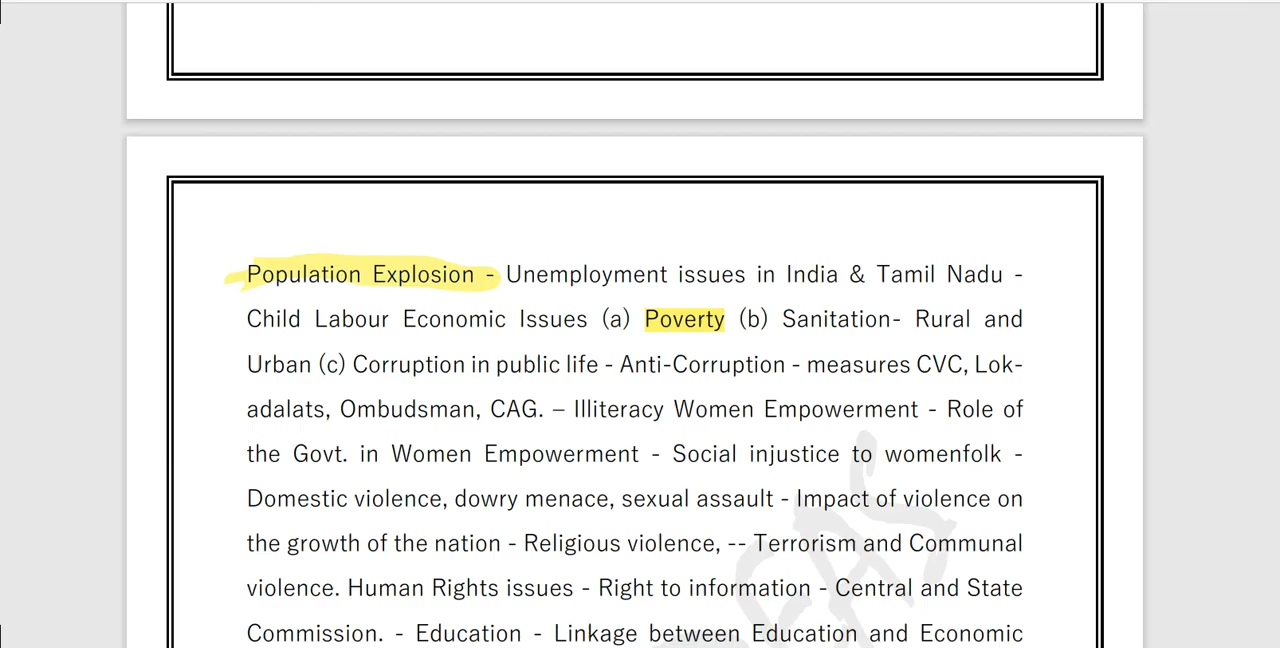 Population Explosion - Unemployment issues in India & Tamil Nadu -
Child Labour Economic Issues (a) Poverty (b) Sanitation- Rural and
Urban (c) Corruption in public life - Anti-Corruption - measures CVC, Lok-
adalats, Ombudsman, CAG. – Illiteracy Women Empowerment - Role of
the Govt. in Women Empowerment - Social injustice to womenfolk -
Domestic violence, dowry menace, sexual assault - Impact of violence on
the growth of the nation - Religious violence, -- Terrorism and Communal
violence. Human Rights issues - Right to information - Central and State
Commission. - Education - Linkage between Education and Economic